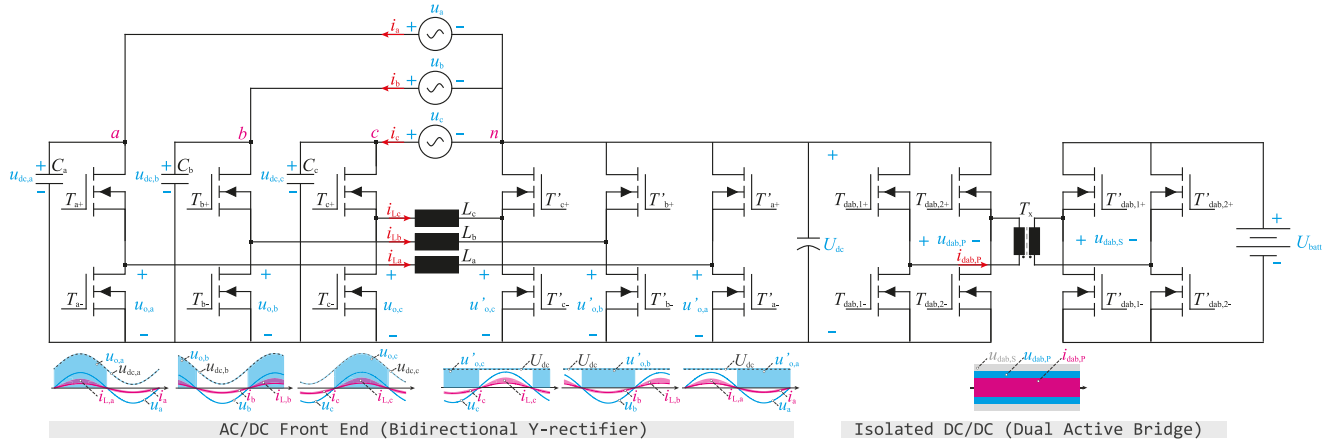 u_a
i_a + −
u_b
i_b + −
u_c
a b c i_c + − n
+ C_a + C_b + C_c +
u_dc,a T_a+ u_dc,b T_b+ u_dc,c T_c+ T'_c+ T'_b+ T'_a+ T_dab,1+ T_dab,2+ T_x T'_dab,1+ T'_dab,2+
− − −
i_Lc L_c
i_Lb L_b U_dc + u_dab,P − + u_dab,S − + U_batt −
i_La L_a i_dab,P
+ + + + + +
T_a- T_b- T_c- T'_c- T'_b- T'_a- T_dab,1- T_dab,2- T'_dab,1- T'_dab,2-
u_o,a u_o,b u_o,c u'_o,c u'_o,b u'_o,a
− − − − − − −
u_o,a u_dc,a i_L,a i_a u_a
u_o,b u_dc,b i_b i_L,b u_b
u_o,c u_dc,c i_c i_L,c u_c
u'_o,c U_dc i_c i_L,c u_c
U_dc u'_o,b i_b i_L,b u_b
U_dc u'_o,a i_L,a i_a u_a
u_dab,S u_dab,P i_dab,P
AC/DC Front End (Bidirectional Y-rectifier)
Isolated DC/DC (Dual Active Bridge)